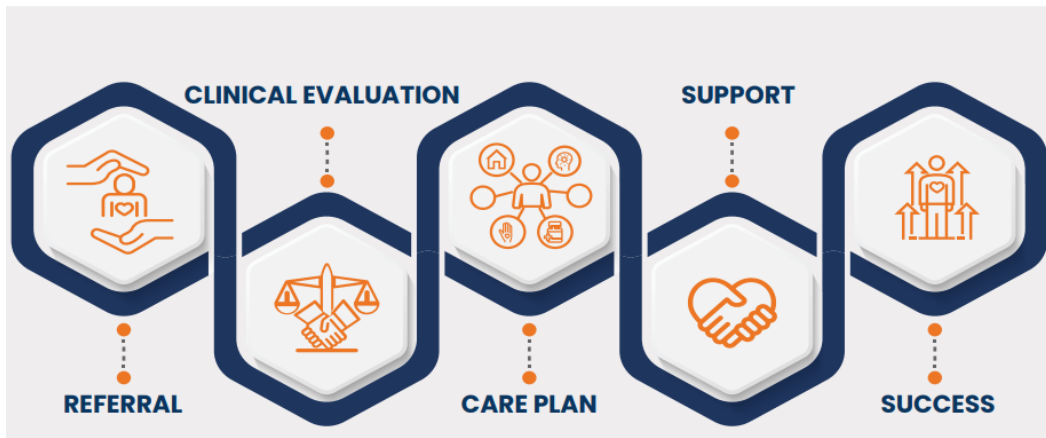 CLINICAL EVALUATION
SUPPORT
REFERRAL
CARE PLAN
SUCCESS